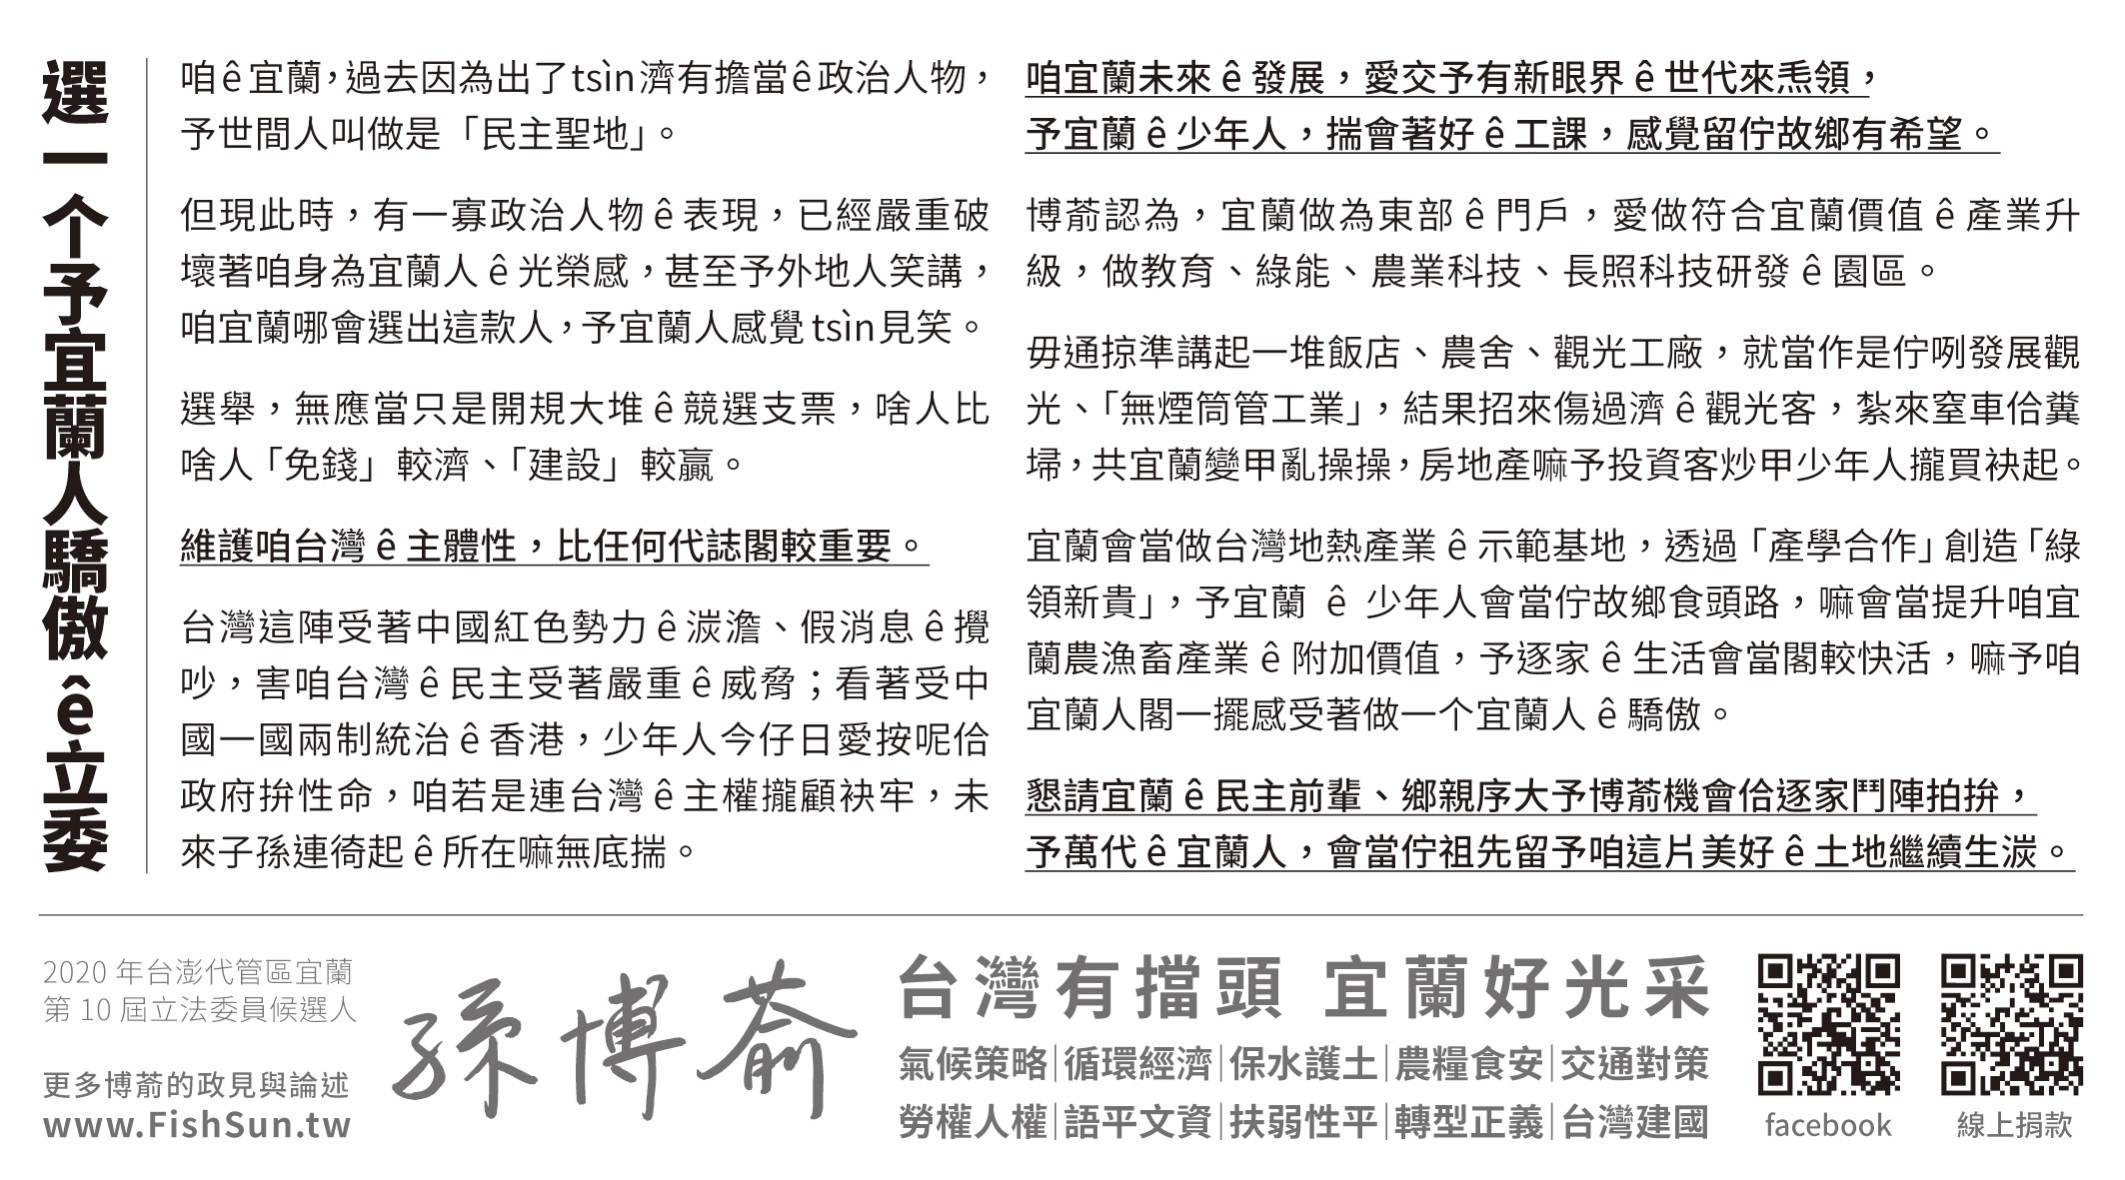 選一个予宜蘭人驕傲ê立委
咱ê宜蘭，過去因為出了tsìn濟有擔當ê政治人物，
予世間人叫做是「民主聖地」。
但現此時，有一寡政治人物ê表現，已經嚴重破
壞著咱身為宜蘭人ê光榮感，甚至予外地人笑講，
咱宜蘭哪會選出這款人，予宜蘭人感覺tsìn見笑。
選舉，無應當只是開規大堆ê競選支票，啥人比
啥人「免錢」較濟、「建設」較贏。
維護咱台灣ê主體性，比任何代誌閣較重要。
台灣這陣受著中國紅色勢力ê湠澹、假消息ê攪
吵，害咱台灣ê民主受著嚴重ê威脅；看著受中
國一國兩制統治ê香港，少年人今仔日愛按呢佮
政府拚性命，咱若是連台灣ê主權攏顧袂牢，未
來子孫連徛起ê所在嘛無底揣。
咱宜蘭未來ê發展，愛交予有新眼界ê世代來𤆬領，
予宜蘭ê少年人，揣會著好ê工課，感覺留佇故鄉有希望。
博萮認為，宜蘭做為東部ê門戶，愛做符合宜蘭價值ê產業升
級，做教育、綠能、農業科技、長照科技研發ê園區。
毋通掠準講起一堆飯店、農舍、觀光工廠，就當作是佇咧發展觀
光、「無煙筒管工業」，結果招來傷過濟ê觀光客，紮來窒車佮糞
埽，共宜蘭變甲亂操操，房地產嘛予投資客炒甲少年人攏買袂起。
宜蘭會當做台灣地熱產業ê示範基地，透過「產學合作」創造「綠
領新貴」，予宜蘭 ê 少年人會當佇故鄉食頭路，嘛會當提升咱宜
蘭農漁畜產業ê附加價值，予逐家ê生活會當閣較快活，嘛予咱
宜蘭人閣一擺感受著做一个宜蘭人ê驕傲。
懇請宜蘭ê民主前輩、鄉親序大予博萮機會佮逐家鬥陣拍拚，
予萬代ê宜蘭人，會當佇祖先留予咱這片美好ê土地繼續生湠。
2020 年台澎代管區宜蘭
第 10 屆立法委員候選人
更多博萮的政見與論述
www.FishSun.tw
孫博萮
台灣有擋頭 宜蘭好光采
氣候策略|循環經濟|保水護土|農糧食安|交通對策
勞權人權|語平文資|扶弱性平|轉型正義|台灣建國
facebook
線上捐款